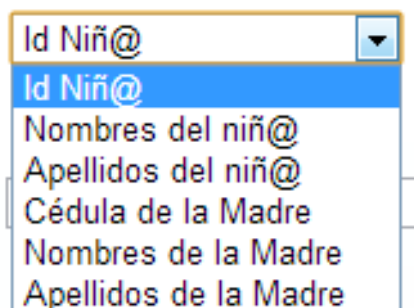 Id Niñ@
Id Niñ@
Nombres del niñ@
Apellidos del niñ@
Cédula de la Madre
Nombres de la Madre
Apellidos de la Madre